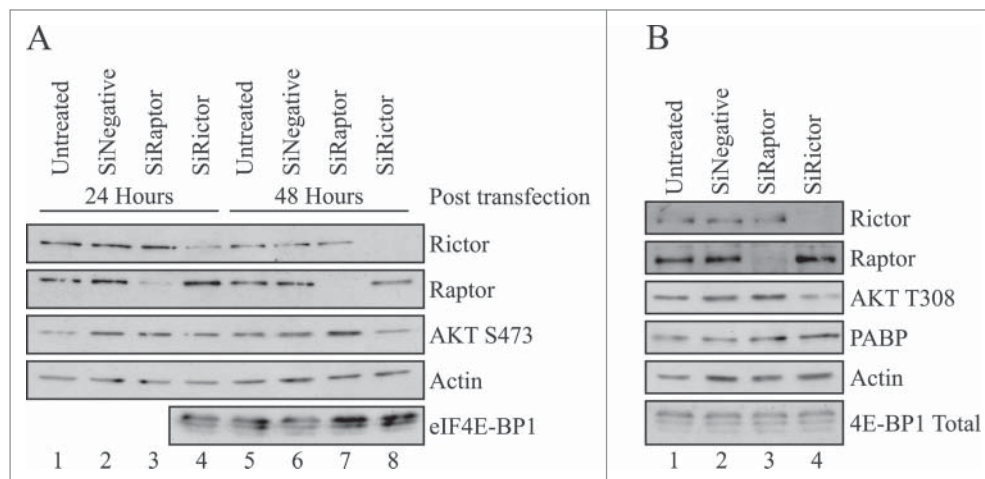 A
Untreated
SiNegative
SiRaptor
SiRictor
Untreated
SiNegative
SiRaptor
SiRictor
24 Hours 48 Hours Post transfection
Rictor
Raptor
AKT S473
Actin
eIF4E-BP1
1 2 3 4 5 6 7 8
B
Untreated
SiNegative
SiRaptor
SiRictor
Rictor
Raptor
AKT T308
PABP
Actin
4E-BP1 Total
1 2 3 4